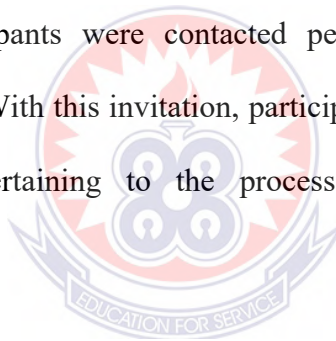 pants were contacted pe
With this invitation, particip
ertaining to the process
EDUCATION FOR SERVICE